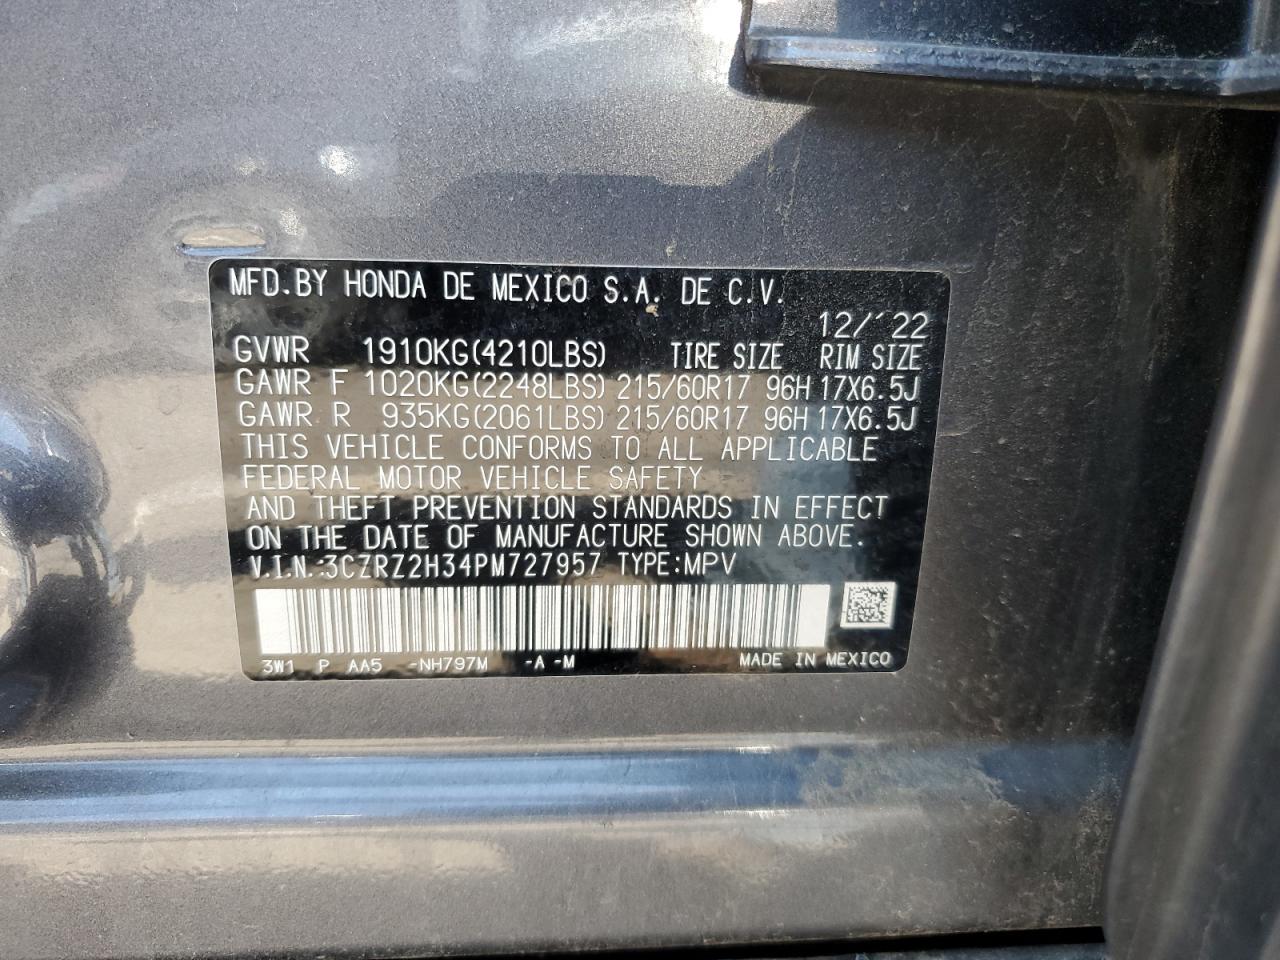 MFD.BY HONDA DE MEXICO S.A. DE C.V.
12/´22
GVWR 1910KG(4210LBS) TIRE SIZE RIM SIZE
GAWR F 1020KG(2248LBS) 215/60R17 96H 17X6.5J
GAWR R 935KG(2061LBS) 215/60R17 96H 17X6.5J
THIS VEHICLE CONFORMS TO ALL APPLICABLE
FEDERAL MOTOR VEHICLE SAFETY
AND THEFT PREVENTION STANDARDS IN EFFECT
ON THE DATE OF MANUFACTURE SHOWN ABOVE.
V.I.N.:3CZRZ2H34PM727957 TYPE:MPV
3W1 P AA5 -NH797M -A -M MADE IN MEXICO